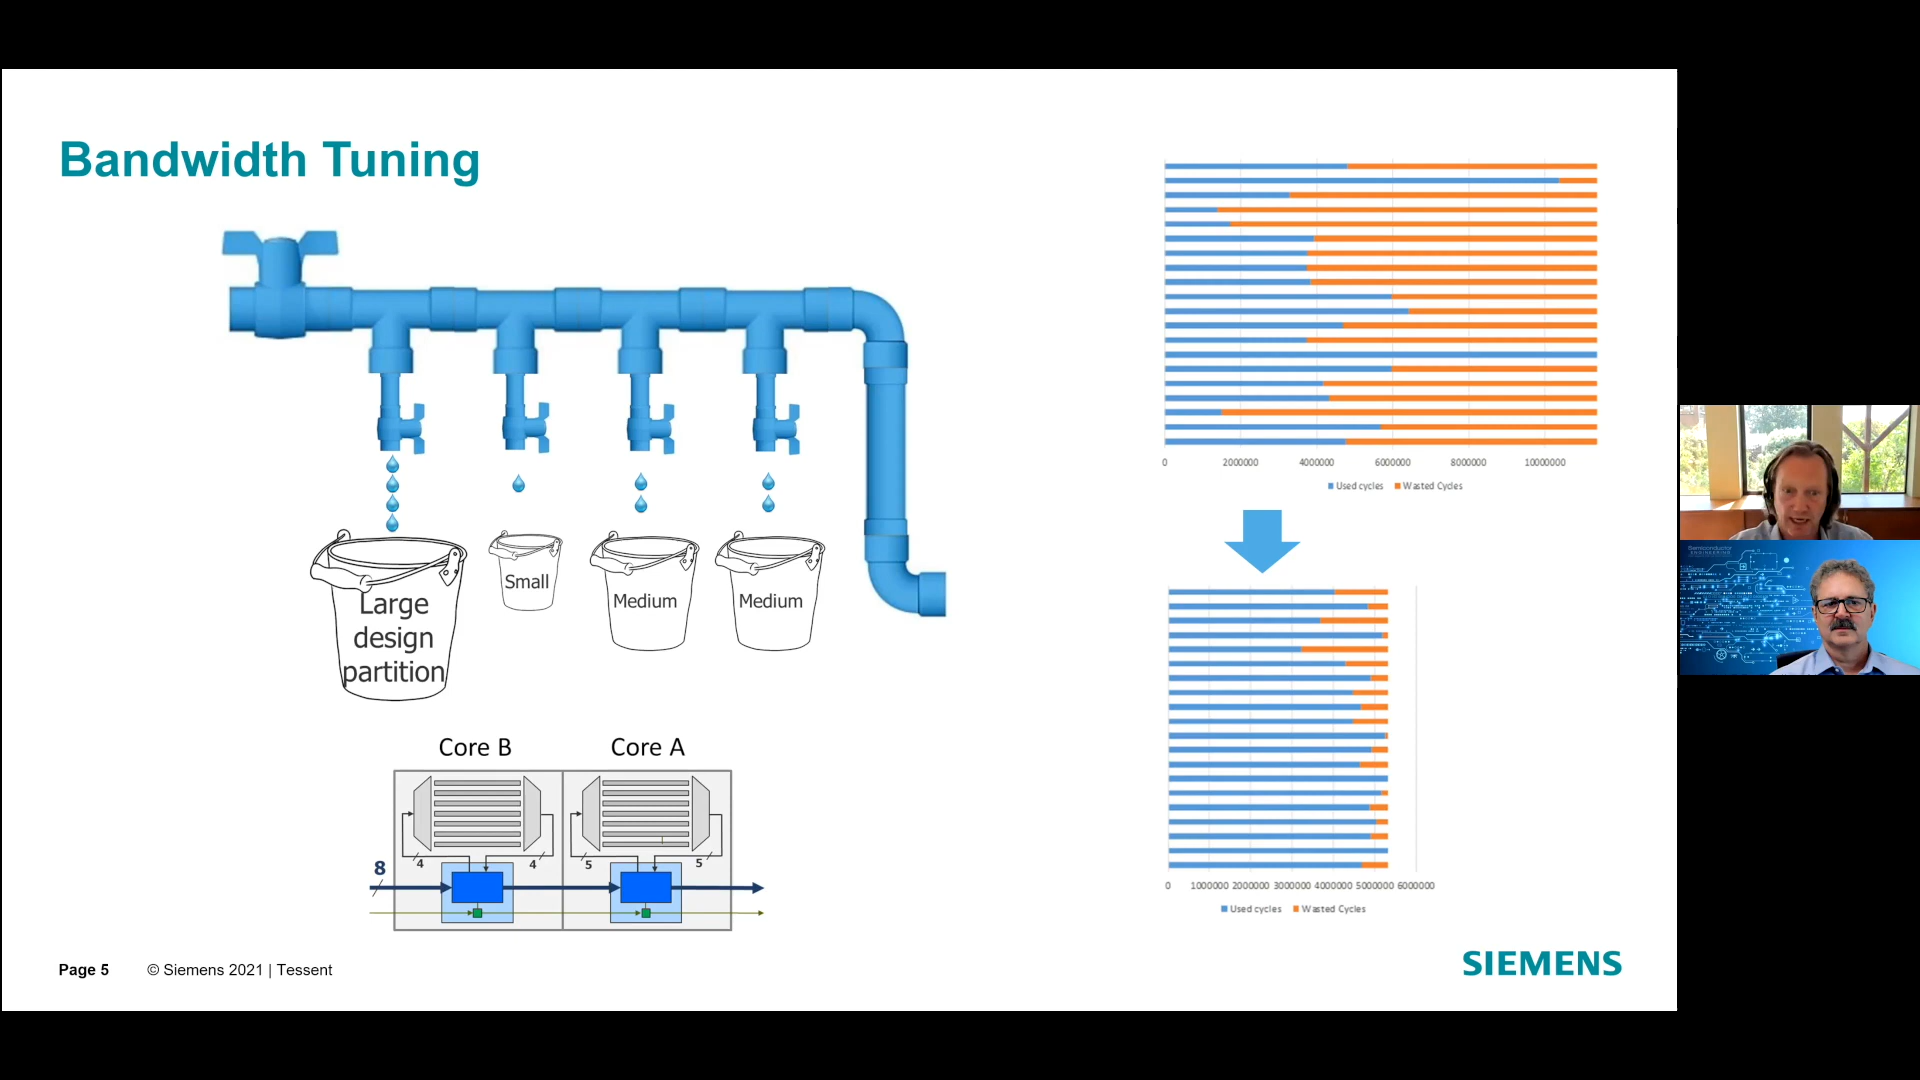 Bandwidth Tuning
Large
design
partition
Small
Medium
Medium
Core B
Core A
8
4
4
5
5
0 2000000 4000000 6000000 8000000 10000000
Used cycles Wasted Cycles
0 1000000 2000000 3000000 4000000 5000000 6000000
Used cycles Wasted Cycles
Page 5 © Siemens 2021 | Tessent
SIEMENS
Semiconductor
ENGINEERING